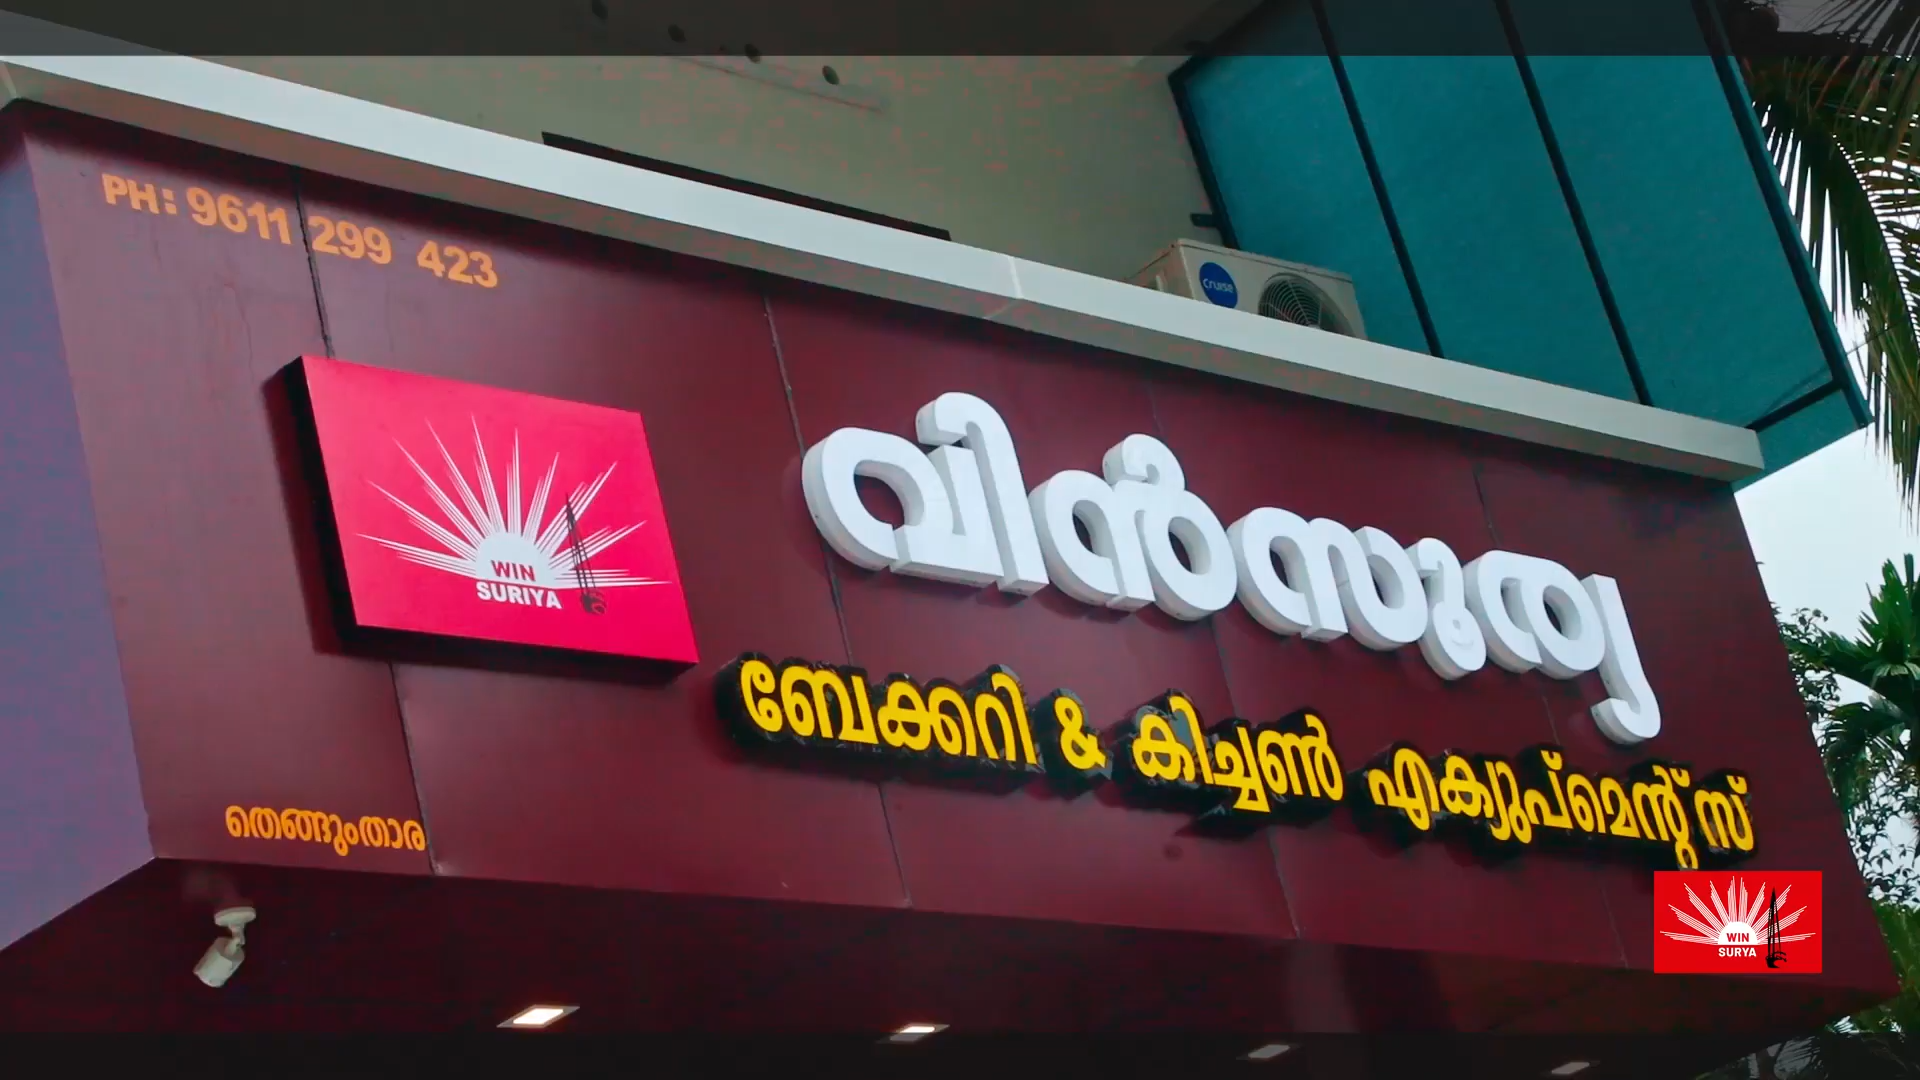 PH: 9611 299 423
cruise
WIN
SURIYA
വിൻസൂര്യ
ബേക്കറി & കിച്ചൺ എക്യുപ്മെന്റ്സ്
തെങ്ങുംതാര
WIN
SURYA